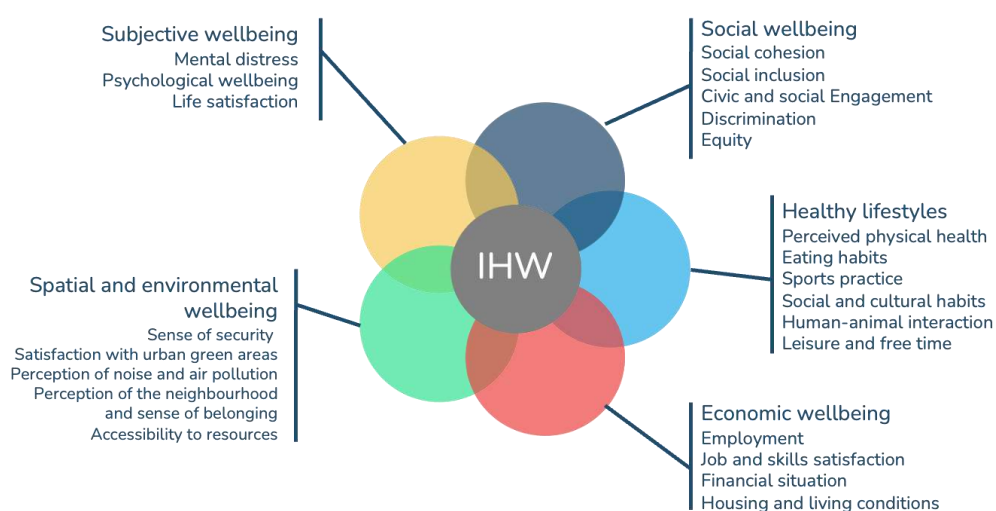 Subjective wellbeing
Mental distress
Psychological wellbeing
Life satisfaction
Social wellbeing
Social cohesion
Social inclusion
Civic and social Engagement
Discrimination
Equity
IHW
Healthy lifestyles
Perceived physical health
Eating habits
Sports practice
Social and cultural habits
Human-animal interaction
Leisure and free time
Spatial and environmental
wellbeing
Sense of security
Satisfaction with urban green areas
Perception of noise and air pollution
Perception of the neighbourhood
and sense of belonging
Accessibility to resources
Economic wellbeing
Employment
Job and skills satisfaction
Financial situation
Housing and living conditions